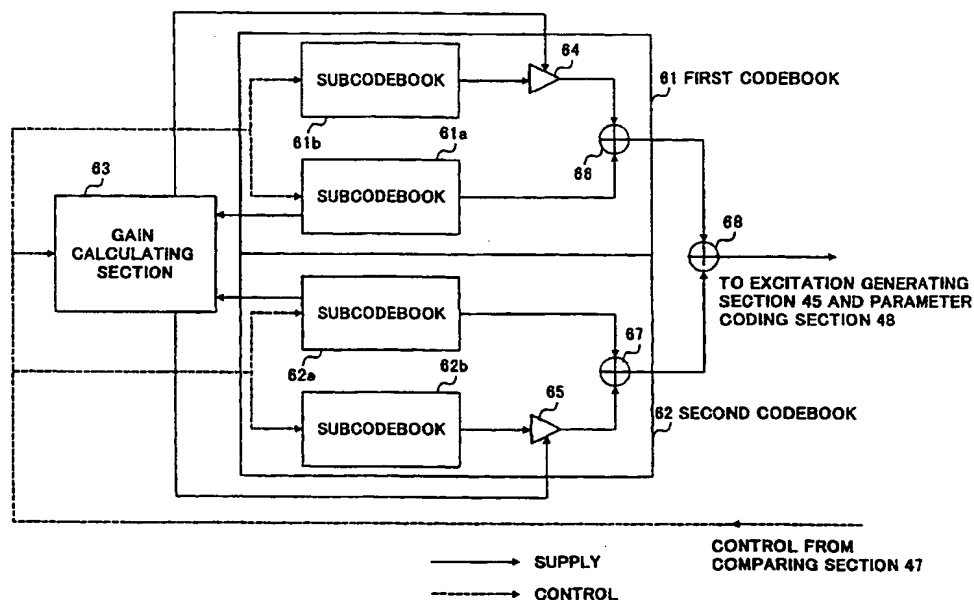 64
SUBCODEBOOK
61 FIRST CODEBOOK
61b
61a
66
63
SUBCODEBOOK
GAIN
CALCULATING
SECTION
68
SUBCODEBOOK
TO EXCITATION GENERATING
SECTION 45 AND PARAMETER
CODING SECTION 48
67
62a
62b
65
SUBCODEBOOK
62 SECOND CODEBOOK
CONTROL FROM
COMPARING SECTION 47
SUPPLY
CONTROL